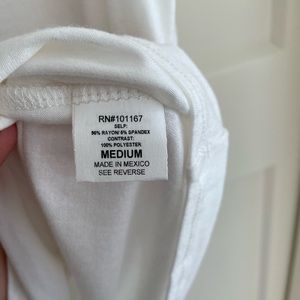 RN#101167
SELF:
95% RAYON/ 5% SPANDEX
CONTRAST:
100% POLYESTER
MEDIUM
MADE IN MEXICO
SEE REVERSE